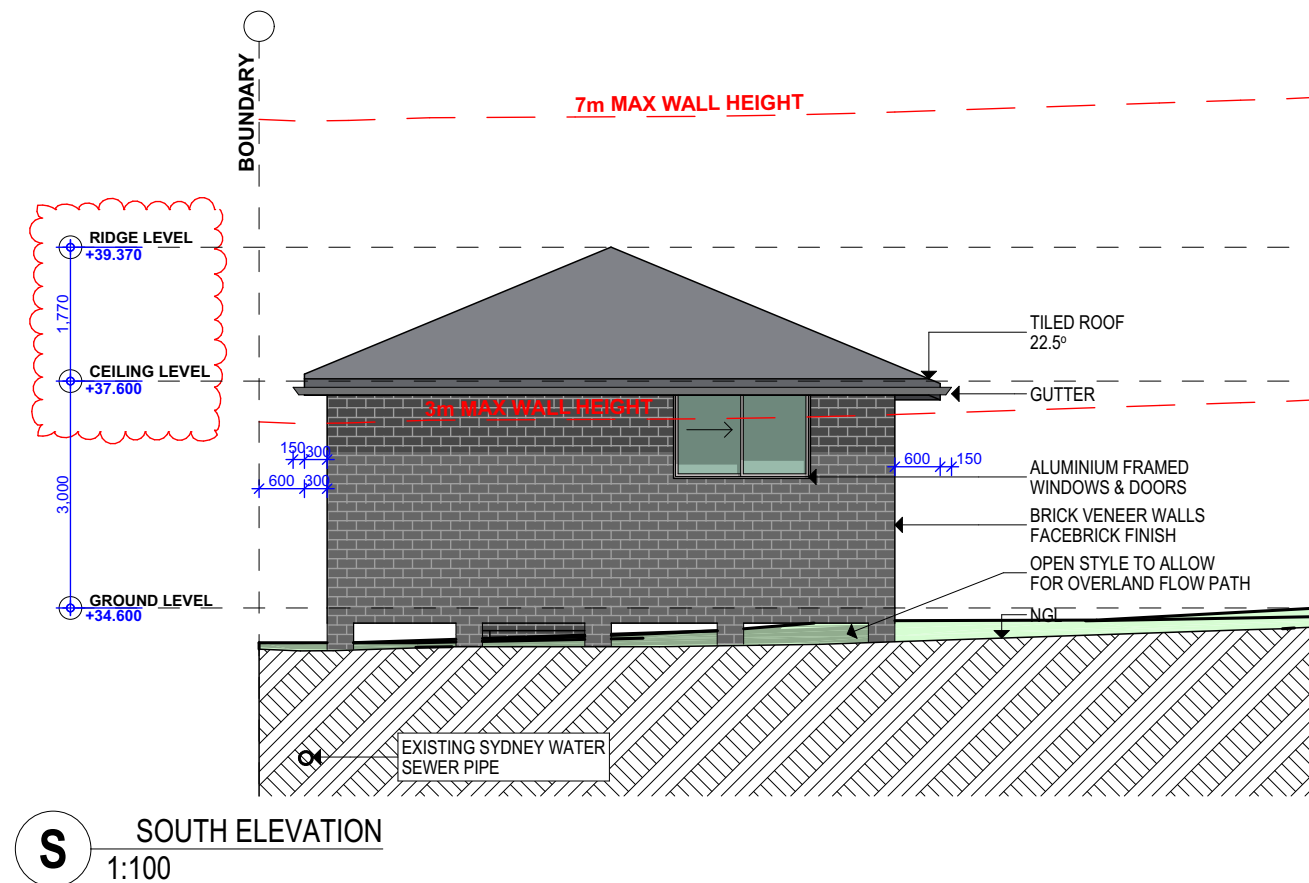 BOUNDARY
7m MAX WALL HEIGHT
RIDGE LEVEL
+39.370
1,770
CEILING LEVEL
+37.600
3,000
GROUND LEVEL
+34.600
TILED ROOF
22.5º
GUTTER
3m MAX WALL HEIGHT
150 300
600 300
600 150
ALUMINIUM FRAMED
WINDOWS & DOORS
BRICK VENEER WALLS
FACEBRICK FINISH
OPEN STYLE TO ALLOW
FOR OVERLAND FLOW PATH
NGL
EXISTING SYDNEY WATER
SEWER PIPE
S
SOUTH ELEVATION
1:100